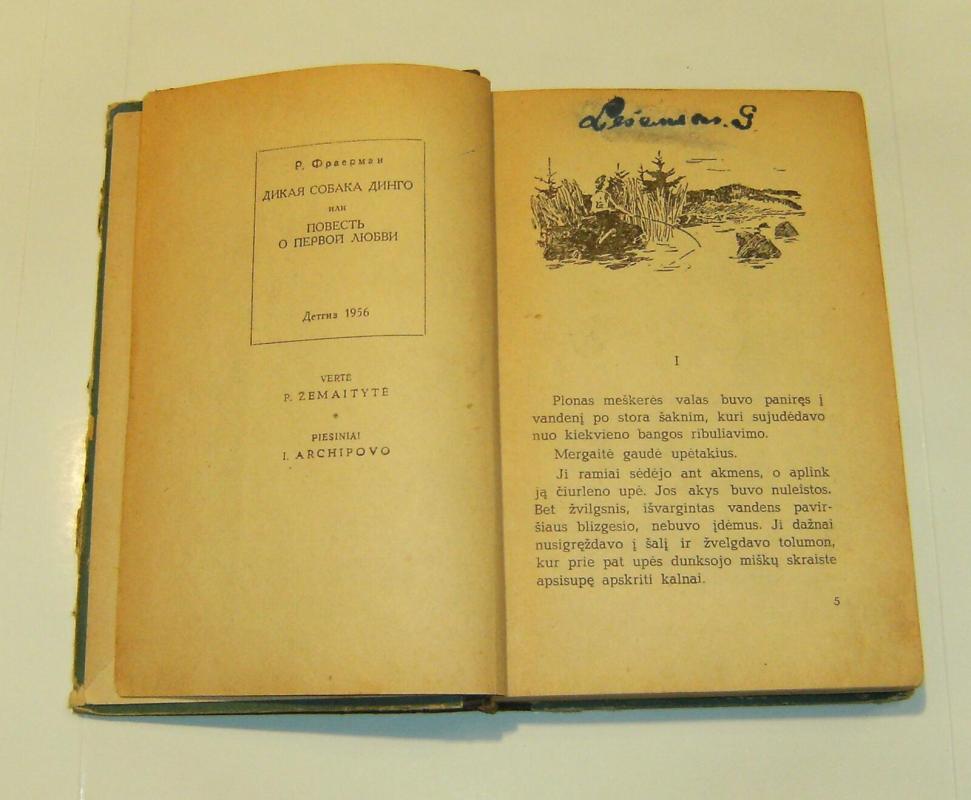 Р. Фраерман
ДИКАЯ СОБАКА ДИНГО
или
ПОВЕСТЬ
О ПЕРВОЙ ЛЮБВИ
Детгиз 1956
VERTĖ
P. ŽEMAITYTĖ
*
PIEŠINIAI
I. ARCHIPOVO
I
Plonas meškerės valas buvo paniręs į
vandenį po stora šaknim, kuri sujudėdavo
nuo kiekvieno bangos ribuliavimo.
Mergaitė gaudė upėtakius.
Ji ramiai sėdėjo ant akmens, o aplink
ją čiurleno upė. Jos akys buvo nuleistos.
Bet žvilgsnis, išvargintas vandens pavir-
šiaus blizgesio, nebuvo įdėmus. Ji dažnai
nusigręždavo į šalį ir žvelgdavo tolumon,
kur prie pat upės dunksojo miškų skraiste
apsisupę apskriti kalnai.
5